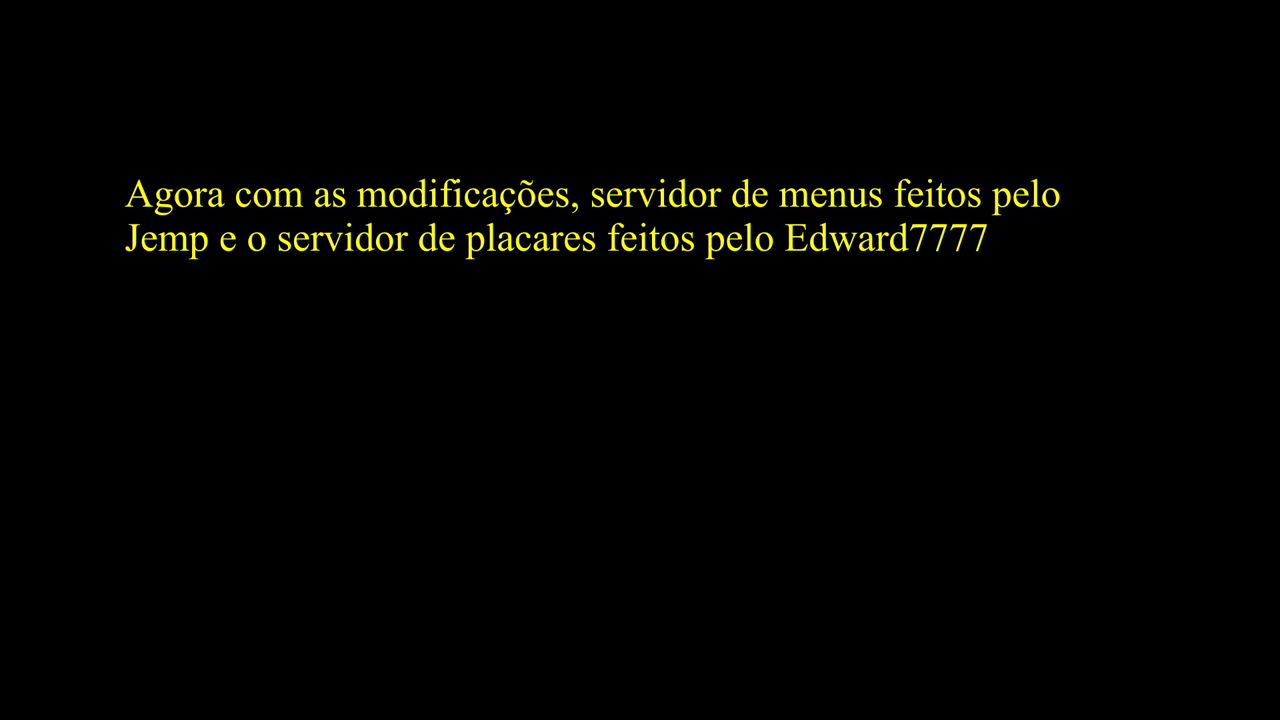 Agora com as modificações, servidor de menus feitos pelo
Jemp e o servidor de placares feitos pelo Edward7777